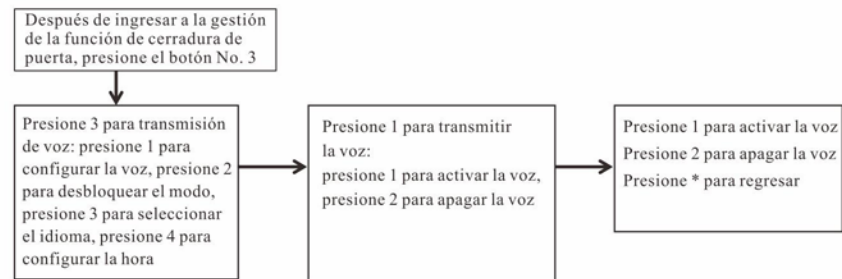 Después de ingresar a la gestión
de la función de cerradura de
puerta, presione el botón No. 3
Presione 3 para transmisión
de voz: presione 1 para
configurar la voz, presione 2
para desbloquear el modo,
presione 3 para seleccionar
el idioma, presione 4 para
configurar la hora
Presione 1 para transmitir
la voz:
presione 1 para activar la voz,
presione 2 para apagar la voz
Presione 1 para activar la voz
Presione 2 para apagar la voz
Presione * para regresar